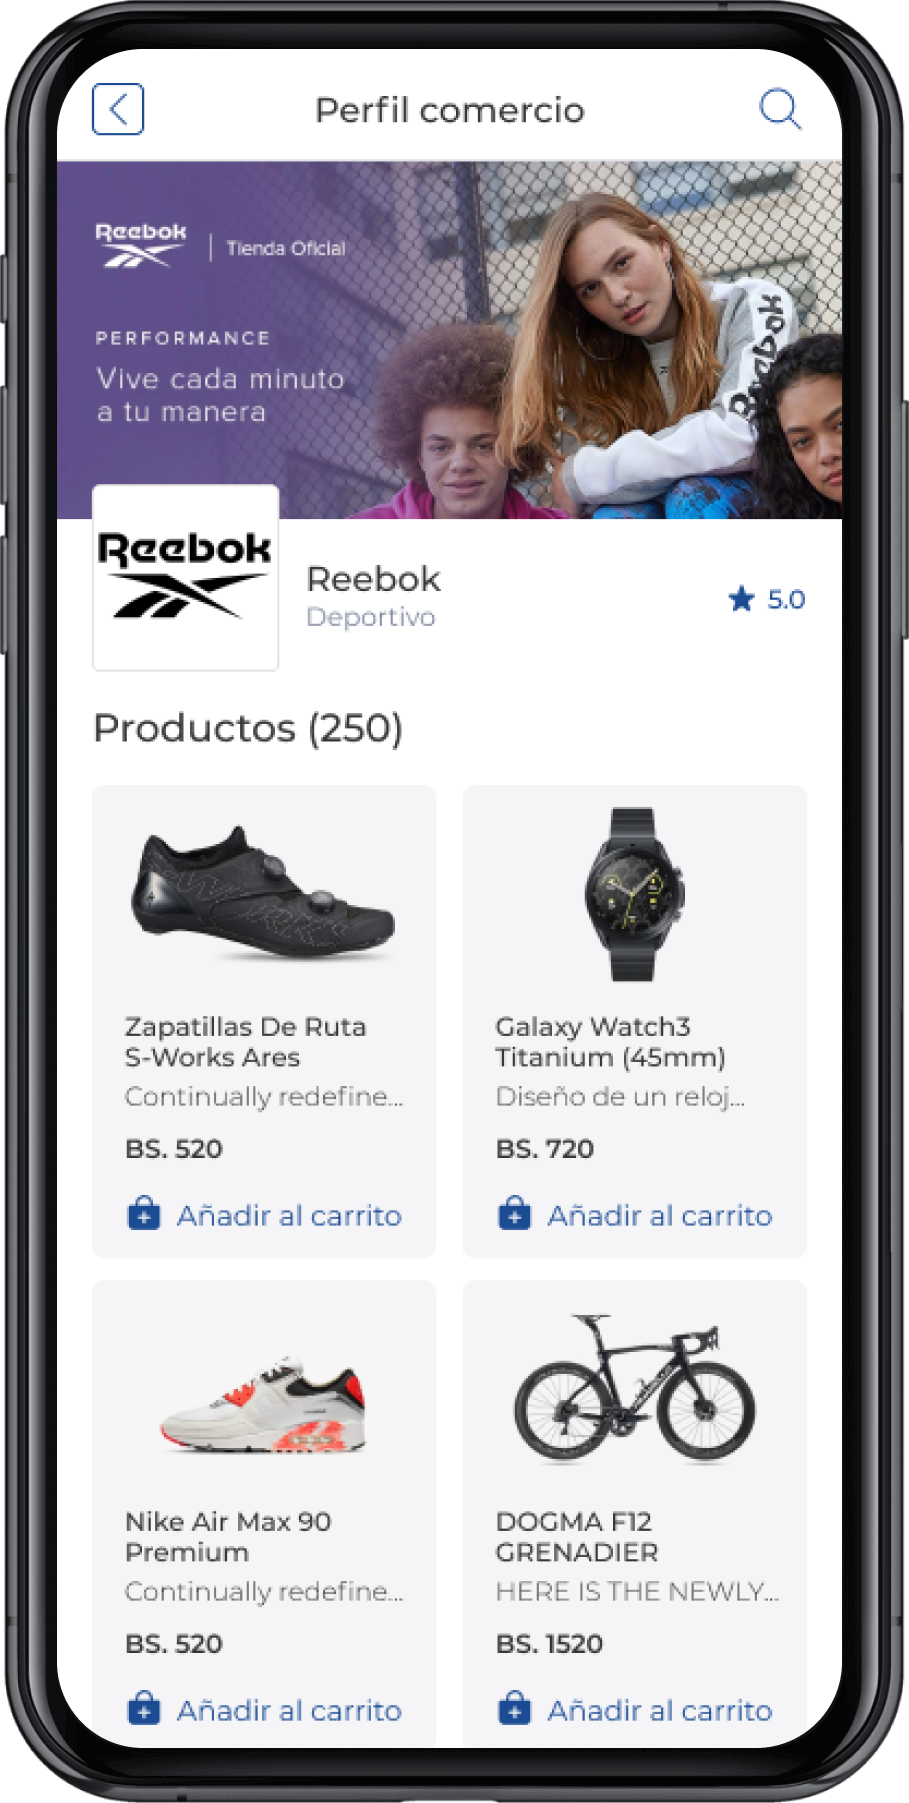 Perfil comercio
Reebok
Tienda Oficial
PERFORMANCE
Vive cada minuto
a tu manera
Reebok
Reebok
Deportivo
5.0
Productos (250)
Zapatillas De Ruta
S-Works Ares
Continually redefine...
BS. 520
Añadir al carrito
Galaxy Watch3
Titanium (45mm)
Diseño de un reloj...
BS. 720
Añadir al carrito
Nike Air Max 90
Premium
Continually redefine...
BS. 520
Añadir al carrito
DOGMA F12
GRENADIER
HERE IS THE NEWLY...
BS. 1520
Añadir al carrito